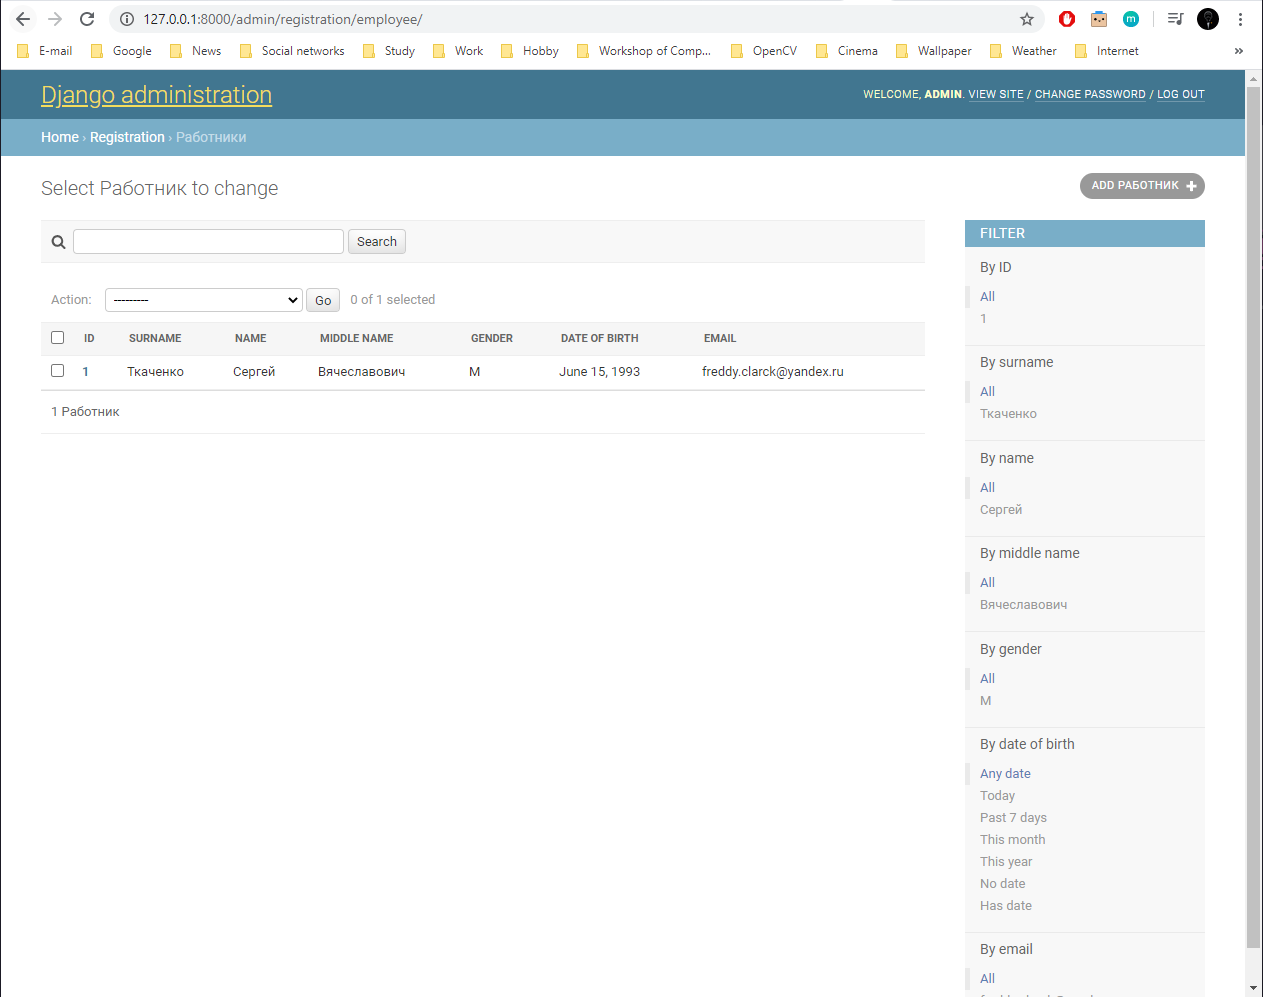 127.0.0.1:8000/admin/registration/employee/
E-mail Google News Social networks Study Work Hobby Workshop of Comp... OpenCV Cinema Wallpaper Weather Internet »
Django administration
WELCOME, ADMIN. VIEW SITE / CHANGE PASSWORD / LOG OUT
Home › Registration › Работники
Select Работник to change
ADD РАБОТНИК +
Search
Action: --------- Go 0 of 1 selected
ID SURNAME NAME MIDDLE NAME GENDER DATE OF BIRTH EMAIL
1 Ткаченко Сергей Вячеславович М June 15, 1993 freddy.clarck@yandex.ru
1 Работник
FILTER
By ID
All
1
By surname
All
Ткаченко
By name
All
Сергей
By middle name
All
Вячеславович
By gender
All
М
By date of birth
Any date
Today
Past 7 days
This month
This year
No date
Has date
By email
All